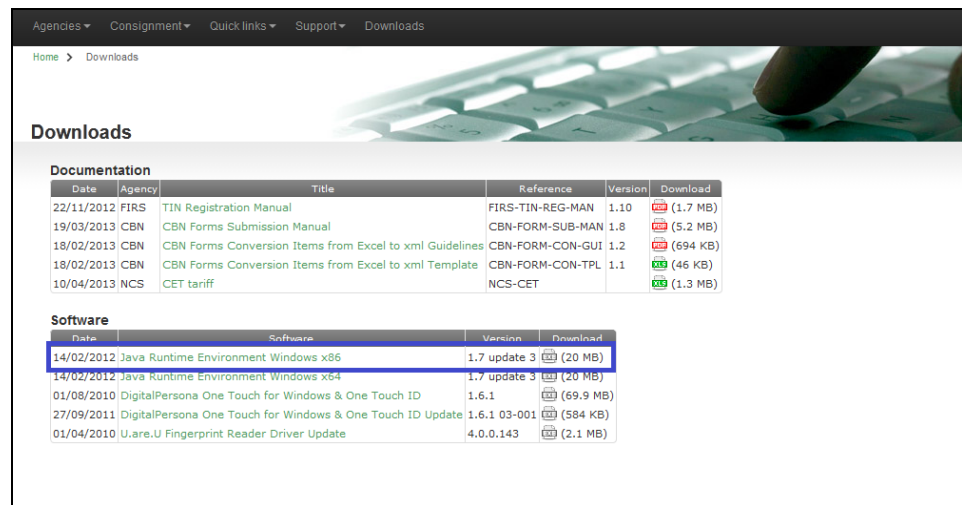 Agencies Consignment Quick links Support Downloads
Home > Downloads
Downloads
Documentation
Date Agency Title Reference Version Download
22/11/2012 FIRS TIN Registration Manual FIRS-TIN-REG-MAN 1.10 PDF (1.7 MB)
19/03/2013 CBN CBN Forms Submission Manual CBN-FORM-SUB-MAN 1.8 PDF (5.2 MB)
18/02/2013 CBN CBN Forms Conversion Items from Excel to xml Guidelines CBN-FORM-CON-GUI 1.2 PDF (694 KB)
18/02/2013 CBN CBN Forms Conversion Items from Excel to xml Template CBN-FORM-CON-TPL 1.1 XLS (46 KB)
10/04/2013 NCS CET tariff NCS-CET XLS (1.3 MB)
Software
Date Software Version Download
14/02/2012 Java Runtime Environment Windows x86 1.7 update 3 (20 MB)
14/02/2012 Java Runtime Environment Windows x64 1.7 update 3 (20 MB)
01/08/2010 DigitalPersona One Touch for Windows & One Touch ID 1.6.1 (69.9 MB)
27/09/2011 DigitalPersona One Touch for Windows & One Touch ID Update 1.6.1 03-001 (584 KB)
01/04/2010 U.are.U Fingerprint Reader Driver Update 4.0.0.143 (2.1 MB)